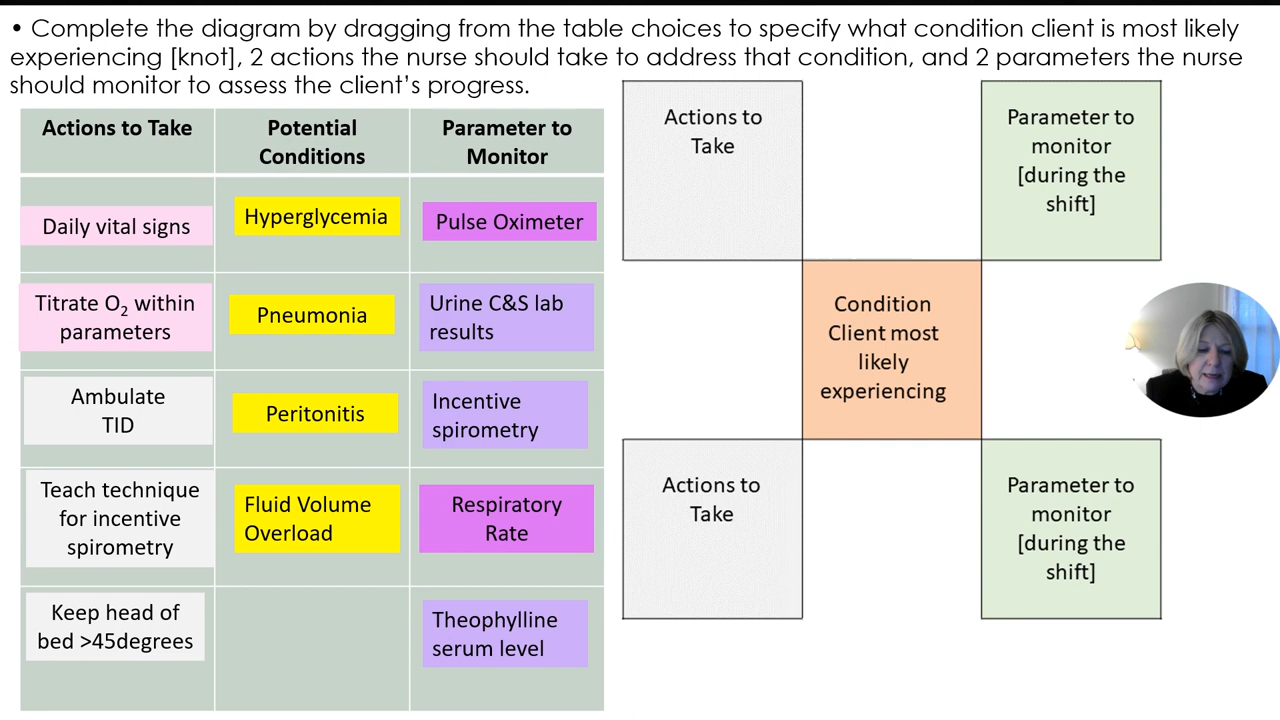 • Complete the diagram by dragging from the table choices to specify what condition client is most likely
experiencing [knot], 2 actions the nurse should take to address that condition, and 2 parameters the nurse
should monitor to assess the client’s progress.
Actions to Take
Potential
Conditions
Parameter to
Monitor
Daily vital signs
Hyperglycemia
Pulse Oximeter
Titrate O₂ within
parameters
Pneumonia
Urine C&S lab
results
Ambulate
TID
Peritonitis
Incentive
spirometry
Teach technique
for incentive
spirometry
Fluid Volume
Overload
Respiratory
Rate
Keep head of
bed >45degrees
Theophylline
serum level
Actions to
Take
Parameter to
monitor
[during the
shift]
Condition
Client most
likely
experiencing
Actions to
Take
Parameter to
monitor
[during the
shift]